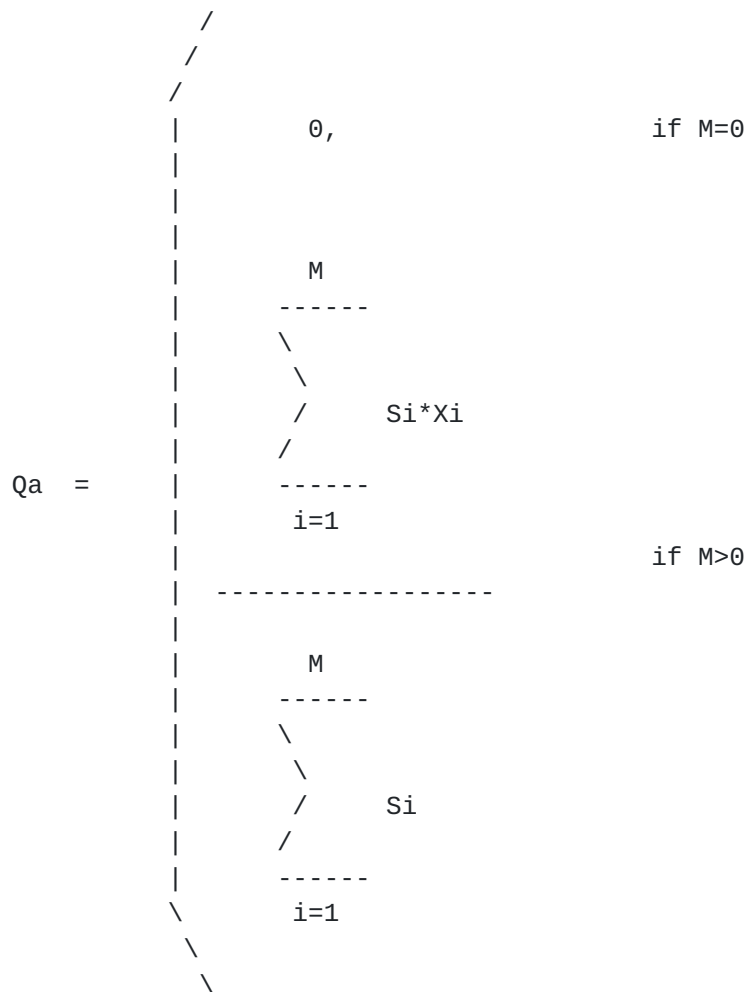 /
           /
          /
          |        0,                    if M=0
          |
          |
          |
          |        M
          |      ------
          |      \
          |       \
          |       /     Si*Xi
          |      /
Qa  =     |      ------
          |       i=1
          |                              if M>0
          |  ------------------
          |
          |        M
          |      ------
          |      \
          |       \
          |       /     Si
          |      /
          |      ------
          \       i=1
           \
            \